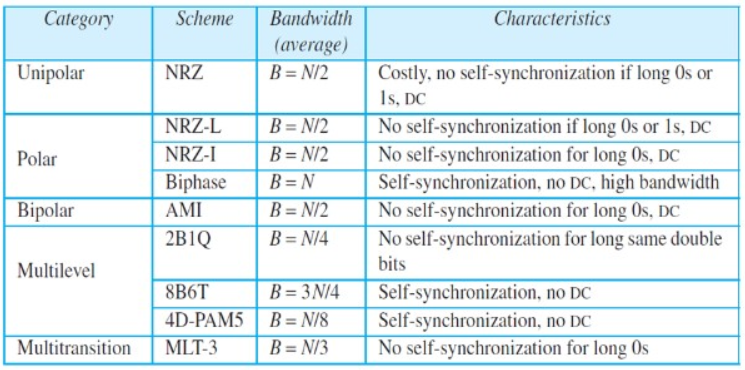 Category Scheme Bandwidth (average) Characteristics
Unipolar NRZ B = N/2 Costly, no self-synchronization if long 0s or
1s, DC
NRZ-L B = N/2 No self-synchronization if long 0s or 1s, DC
Polar NRZ-I B = N/2 No self-synchronization for long 0s, DC
Biphase B = N Self-synchronization, no DC, high bandwidth
Bipolar AMI B = N/2 No self-synchronization for long 0s, DC
Multilevel 2B1Q B = N/4 No self-synchronization for long same double
bits
8B6T B = 3N/4 Self-synchronization, no DC
4D-PAM5 B = N/8 Self-synchronization, no DC
Multitransition MLT-3 B = N/3 No self-synchronization for long 0s